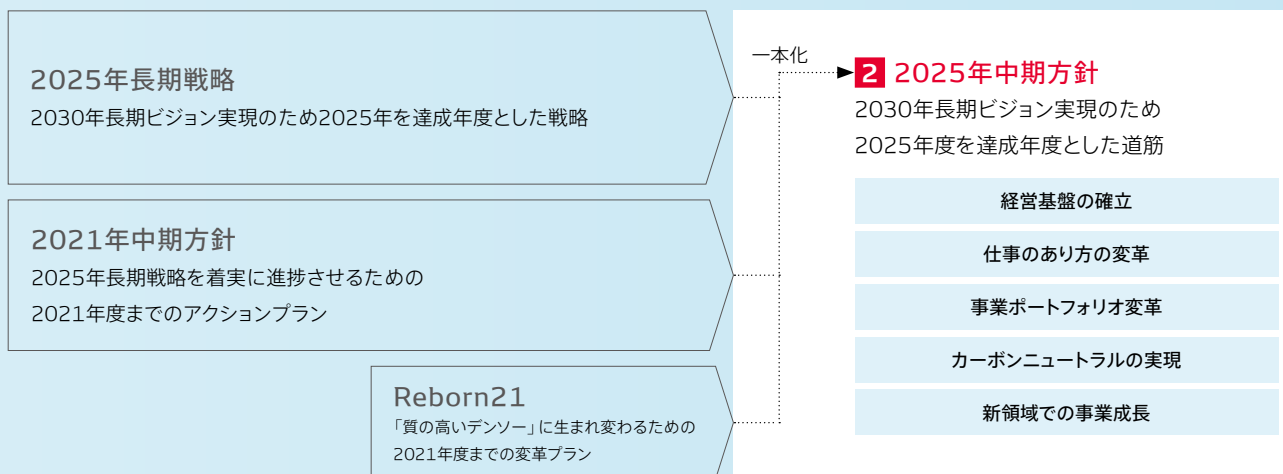 2025年長期戦略
2030年長期ビジョン実現のため2025年を達成年度とした戦略
2021年中期方針
2025年長期戦略を着実に進捗させるための
2021年度までのアクションプラン
Reborn21
「質の高いデンソー」に生まれ変わるための
2021年度までの変革プラン
一本化
2 2025年中期方針
2030年長期ビジョン実現のため
2025年度を達成年度とした道筋
経営基盤の確立
仕事のあり方の変革
事業ポートフォリオ変革
カーボンニュートラルの実現
新領域での事業成長